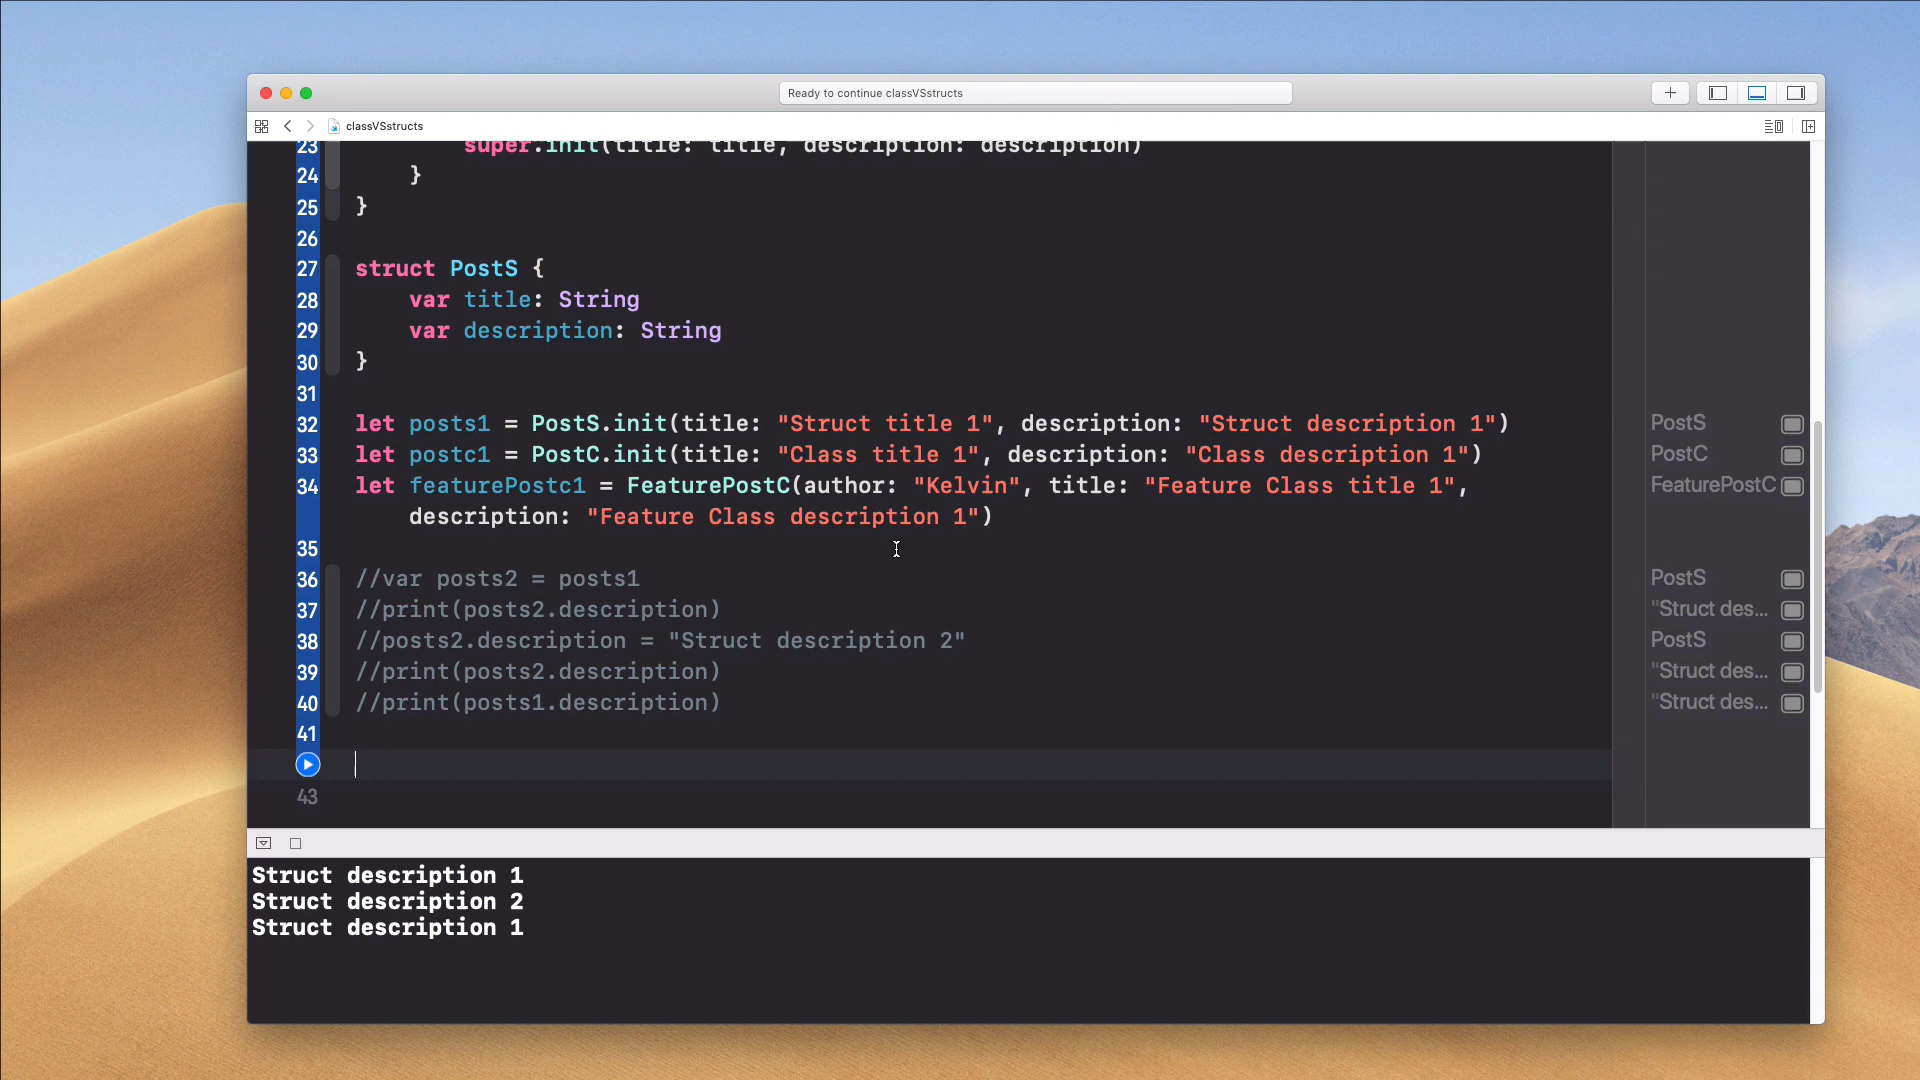 Ready to continue classVSstructs
classVSstructs
23 super.init(title: title, description: description)
24 }
25 }
26
27 struct PostS {
28 var title: String
29 var description: String
30 }
31
32 let posts1 = PostS.init(title: "Struct title 1", description: "Struct description 1") PostS
33 let postc1 = PostC.init(title: "Class title 1", description: "Class description 1") PostC
34 let featurePostc1 = FeaturePostC(author: "Kelvin", title: "Feature Class title 1", FeaturePostC
description: "Feature Class description 1")
35
36 //var posts2 = posts1 PostS
37 //print(posts2.description) "Struct des...
38 //posts2.description = "Struct description 2" PostS
39 //print(posts2.description) "Struct des...
40 //print(posts1.description) "Struct des...
41
43
Struct description 1
Struct description 2
Struct description 1